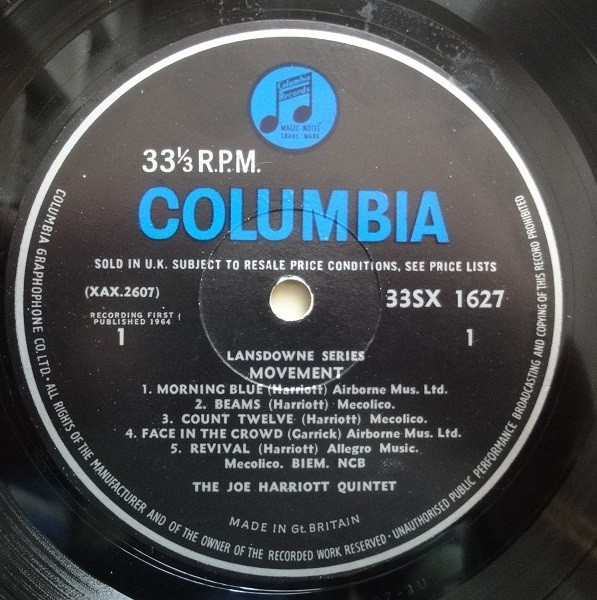 Columbia
Records
MAGIC NOTES
TRADE MARK
33⅓ R.P.M.
COLUMBIA
SOLD IN U.K. SUBJECT TO RESALE PRICE CONDITIONS, SEE PRICE LISTS
(XAX.2607)
33SX 1627
RECORDING FIRST
PUBLISHED 1964
1
1
LANSDOWNE SERIES
MOVEMENT
1. MORNING BLUE (Harriott) Airborne Mus. Ltd.
2. BEAMS (Harriott) Mecolico.
3. COUNT TWELVE (Harriott) Mecolico.
4. FACE IN THE CROWD (Garrick) Airborne Mus. Ltd.
5. REVIVAL (Harriott) Allegro Music.
Mecolico. BIEM. NCB
THE JOE HARRIOTT QUINTET
MADE IN Gt. BRITAIN
COLUMBIA GRAPHOPHONE CO. LTD. · ALL RIGHTS OF THE MANUFACTURER AND OF THE OWNER OF THE RECORDED WORK RESERVED · UNAUTHORISED PUBLIC PERFORMANCE BROADCASTING AND COPYING OF THIS RECORD PROHIBITED